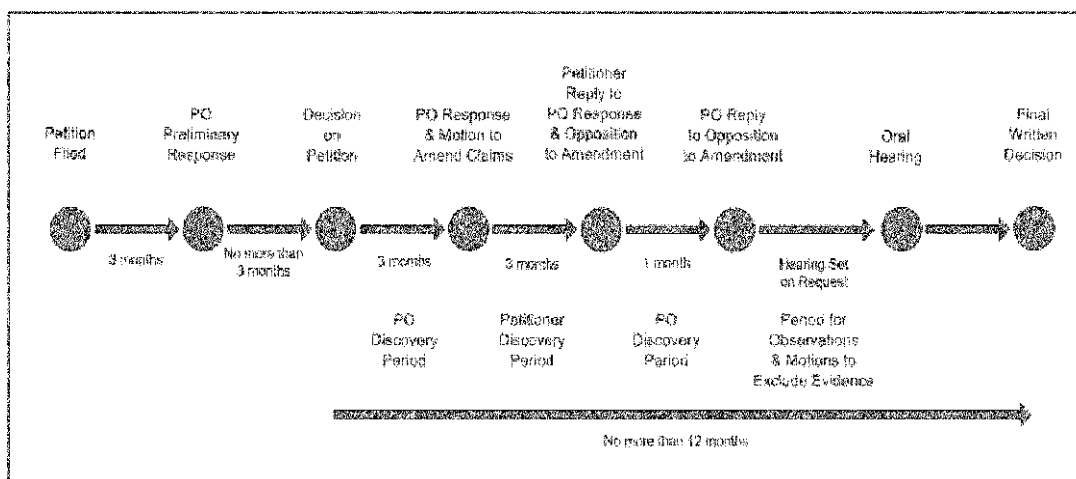 Petition
Filed
PO
Preliminary
Response
Decision
on
Petition
PO Response
& Motion to
Amend Claims
Petitioner
Reply to
PO Response
& Opposition
to Amendment
PO Reply
to Opposition
to Amendment
Oral
Hearing
Final
Written
Decision
3 months
No more than
3 months
3 months
3 months
1 month
Hearing Set
on Request
PO
Discovery
Period
Petitioner
Discovery
Period
PO
Discovery
Period
Period for
Observations
& Motions to
Exclude Evidence
No more than 12 months